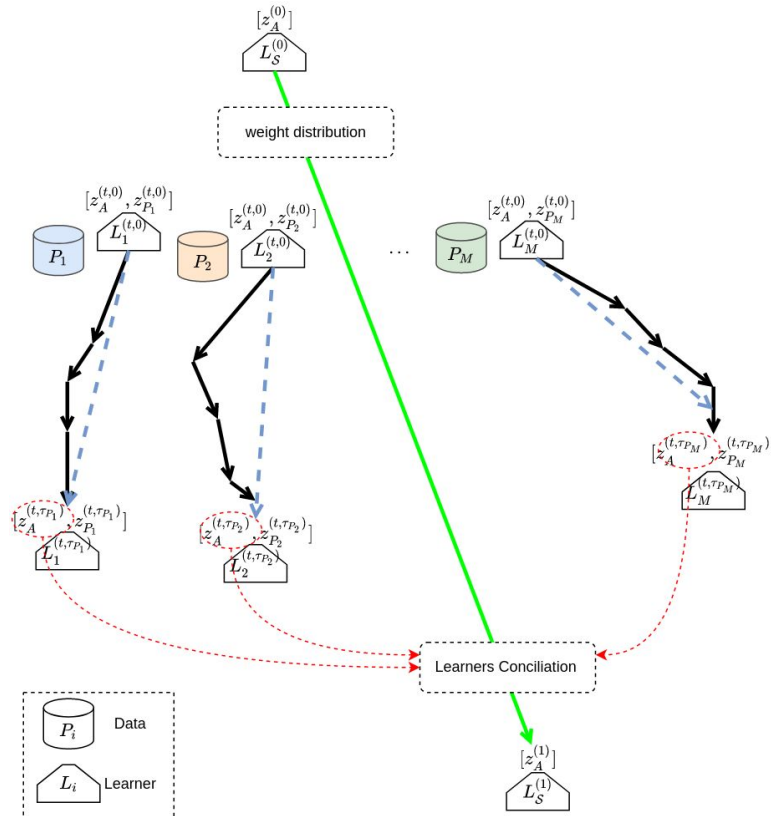 [z_A^{(0)}]
L_S^{(0)}
weight distribution
[z_A^{(t,0)}, z_{P_1}^{(t,0)}]
L_1^{(t,0)}
P_1
[z_A^{(t,0)}, z_{P_2}^{(t,0)}]
L_2^{(t,0)}
P_2
...
[z_A^{(t,0)}, z_{P_M}^{(t,0)}]
L_M^{(t,0)}
P_M
[z_A^{(t,τ_{P_M})}, z_{P_M}^{(t,τ_{P_M})}]
L_M^{(t,τ_{P_M})}
[z_A^{(t,τ_{P_1})}, z_{P_1}^{(t,τ_{P_1})}]
L_1^{(t,τ_{P_1})}
[z_A^{(t,τ_{P_2})}, z_{P_2}^{(t,τ_{P_2})}]
L_2^{(t,τ_{P_2})}
Learners Conciliation
P_i
Data
L_i
Learner
[z_A^{(1)}]
L_S^{(1)}